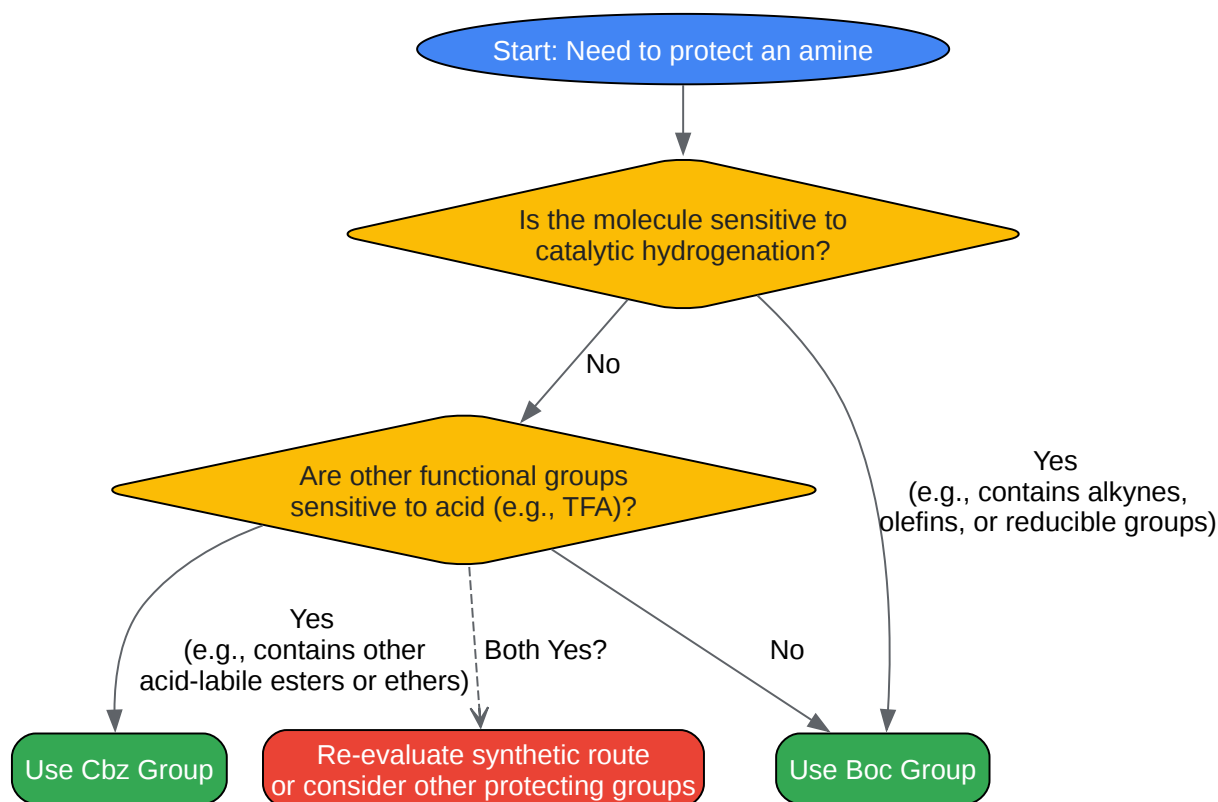 Start: Need to protect an amine
Is the molecule sensitive to
catalytic hydrogenation?
No
Are other functional groups
sensitive to acid (e.g., TFA)?
Yes
(e.g., contains alkynes,
olefins, or reducible groups)
Yes
(e.g., contains other
acid-labile esters or ethers)
Both Yes?
No
Use Cbz Group
Re-evaluate synthetic route
or consider other protecting groups
Use Boc Group